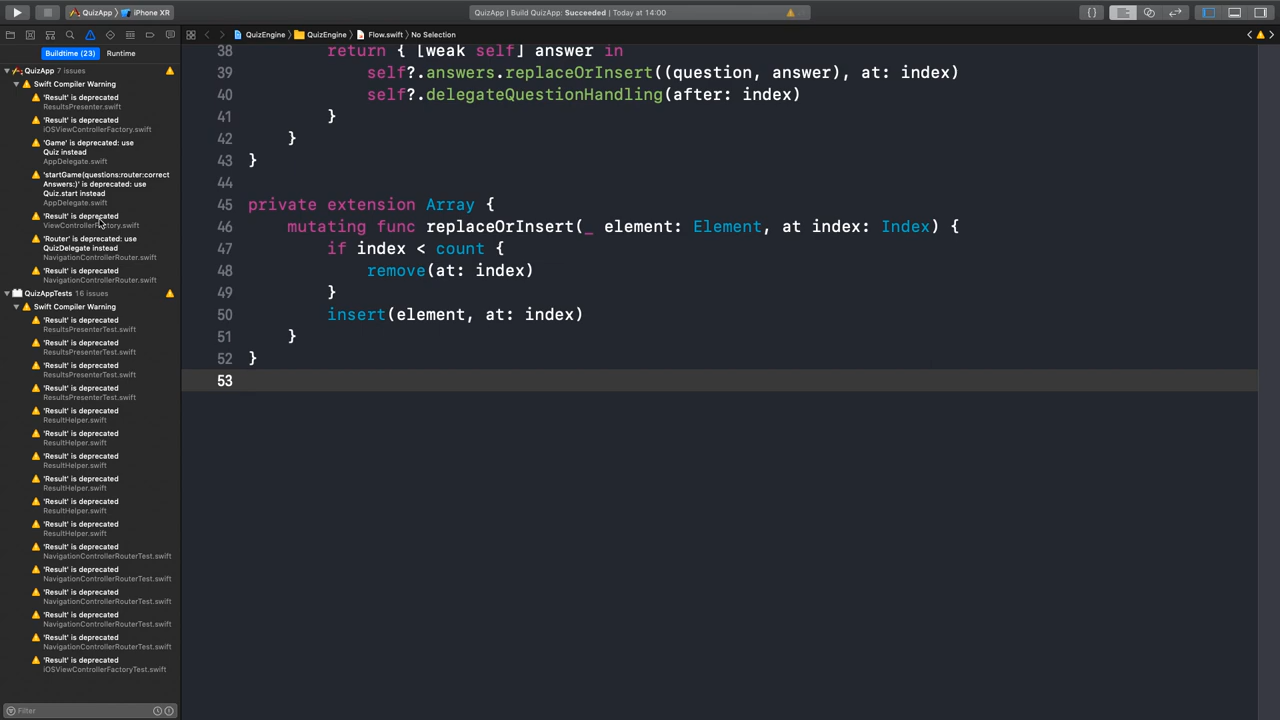 QuizApp
iPhone XR
QuizApp | Build QuizApp: Succeeded | Today at 14:00
QuizEngine
QuizEngine
Flow.swift
No Selection
Buildtime (23)
Runtime
QuizApp 7 issues
Swift Compiler Warning
'Result' is deprecated
ResultsPresenter.swift
'Result' is deprecated
iOSViewControllerFactory.swift
'Game' is deprecated: use
Quiz instead
AppDelegate.swift
'startGame(questions:router:correct
Answers:)' is deprecated: use
Quiz.start instead
AppDelegate.swift
'Result' is deprecated
ViewControllerFactory.swift
'Router' is deprecated: use
QuizDelegate instead
NavigationControllerRouter.swift
'Result' is deprecated
NavigationControllerRouter.swift
QuizAppTests 16 issues
Swift Compiler Warning
'Result' is deprecated
ResultsPresenterTest.swift
'Result' is deprecated
ResultsPresenterTest.swift
'Result' is deprecated
ResultsPresenterTest.swift
'Result' is deprecated
ResultsPresenterTest.swift
'Result' is deprecated
ResultHelper.swift
'Result' is deprecated
ResultHelper.swift
'Result' is deprecated
ResultHelper.swift
'Result' is deprecated
ResultHelper.swift
'Result' is deprecated
ResultHelper.swift
'Result' is deprecated
ResultHelper.swift
'Result' is deprecated
NavigationControllerRouterTest.swift
'Result' is deprecated
NavigationControllerRouterTest.swift
'Result' is deprecated
NavigationControllerRouterTest.swift
'Result' is deprecated
NavigationControllerRouterTest.swift
'Result' is deprecated
NavigationControllerRouterTest.swift
'Result' is deprecated
iOSViewControllerFactoryTest.swift
Filter
38 return { [weak self] answer in
39 self?.answers.replaceOrInsert((question, answer), at: index)
40 self?.delegateQuestionHandling(after: index)
41 }
42 }
43 }
44
45 private extension Array {
46 mutating func replaceOrInsert(_ element: Element, at index: Index) {
47 if index < count {
48 remove(at: index)
49 }
50 insert(element, at: index)
51 }
52 }
53